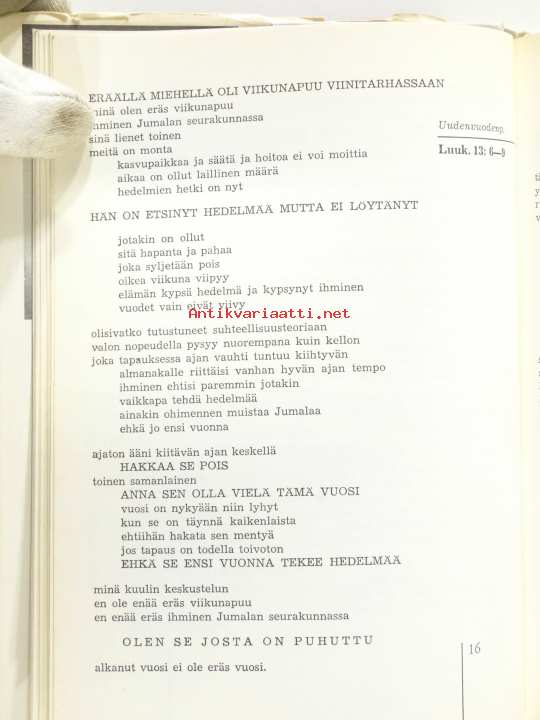 ERÄÄLLÄ MIEHELLÄ OLI VIIKUNAPUU VIINITARHASSAAN
minä olen eräs viikunapuu
ihminen Jumalan seurakunnassa
sinä lienet toinen
meitä on monta
kasvupaikkaa ja säätä ja hoitoa ei voi moittia
aikaa on ollut laillinen määrä
hedelmien hetki on nyt
Uudenvuodenp.
Luuk. 13: 6—9
HÄN ON ETSINYT HEDELMÄÄ MUTTA EI LÖYTÄNYT
jotakin on ollut
sitä hapanta ja pahaa
joka syljetään pois
oikea viikuna viipyy
elämän kypsä hedelmä ja kypsynyt ihminen
vuodet vain eivät viivy
Antikvariaatti.net
olisivatko tutustuneet suhteellisuusteoriaan
valon nopeudella pysyy nuorempana kuin kellon
joka tapauksessa ajan vauhti tuntuu kiihtyvän
almanakalle riittäisi vanhan hyvän ajan tempo
ihminen ehtisi paremmin jotakin
vaikkapa tehdä hedelmää
ainakin ohimennen muistaa Jumalaa
ehkä jo ensi vuonna
ajaton ääni kiitävän ajan keskellä
HAKKAA SE POIS
toinen samanlainen
ANNA SEN OLLA VIELÄ TÄMÄ VUOSI
vuosi on nykyään niin lyhyt
kun se on täynnä kaikenlaista
ehtiihän hakata sen mentyä
jos tapaus on todella toivoton
EHKÄ SE ENSI VUONNA TEKEE HEDELMÄÄ
minä kuulin keskustelun
en ole enää eräs viikunapuu
en enää eräs ihminen Jumalan seurakunnassa
OLEN SE JOSTA ON PUHUTTU
alkanut vuosi ei ole eräs vuosi.
16